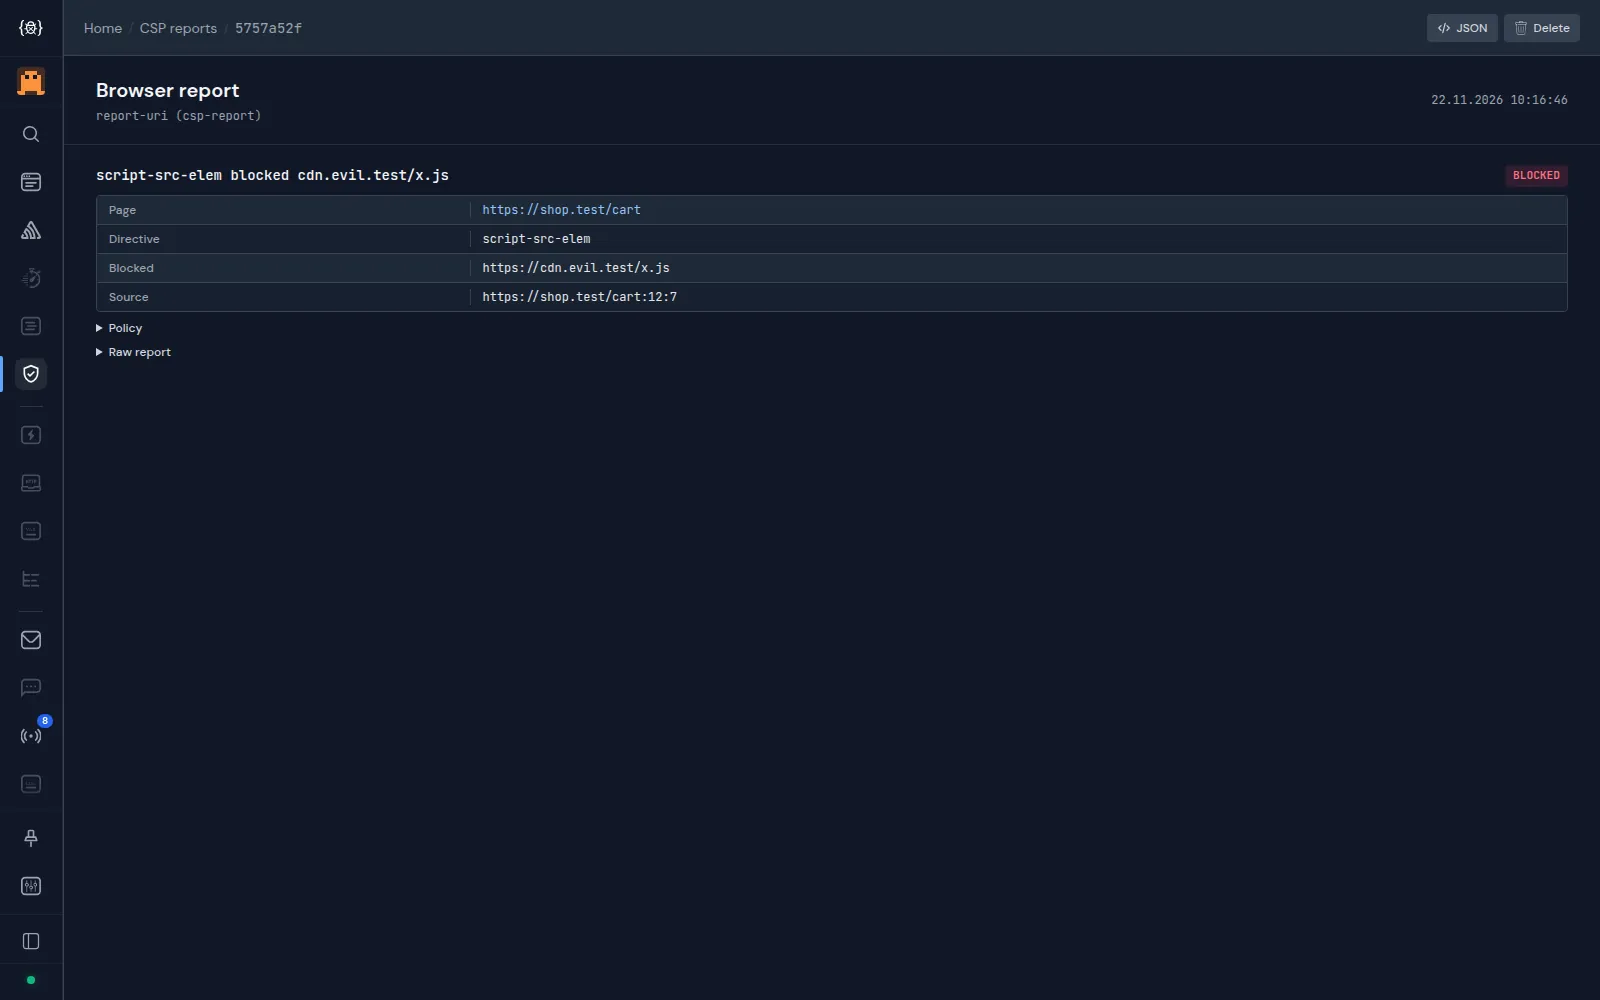 Home / CSP reports / 5757a52f
JSON
Delete
Browser report
report-uri (csp-report)
22.11.2026 10:16:46
script-src-elem blocked cdn.evil.test/x.js
BLOCKED
Page https://shop.test/cart
Directive script-src-elem
Blocked https://cdn.evil.test/x.js
Source https://shop.test/cart:12:7
Policy
Raw report
8